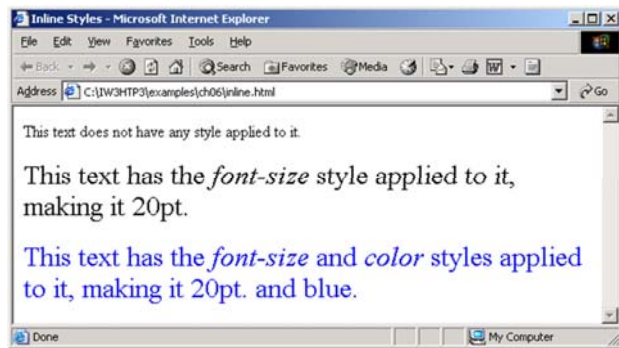 Inline Styles - Microsoft Internet Explorer
File Edit View Favorites Tools Help
Back Search Favorites Media Go
Address C:\IW3HTP3\examples\ch06\inline.html
This text does not have any style applied to it.
This text has the font-size style applied to it,
making it 20pt.
This text has the font-size and color styles applied
to it, making it 20pt. and blue.
Done My Computer